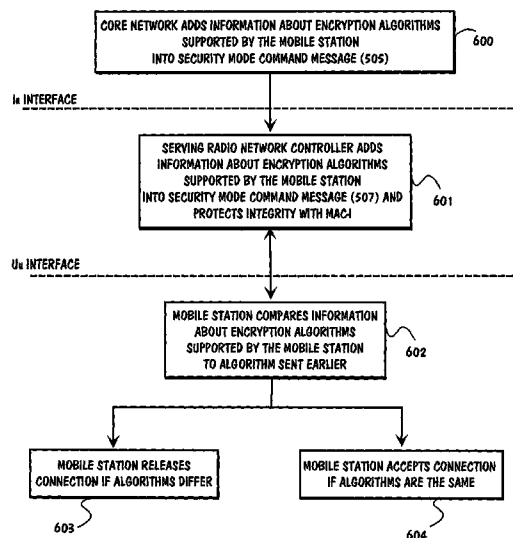 CORE NETWORK ADDS INFORMATION ABOUT ENCRYPTION ALGORITHMS
SUPPORTED BY THE MOBILE STATION
INTO SECURITY MODE COMMAND MESSAGE (505)
600
Iu INTERFACE
SERVING RADIO NETWORK CONTROLLER ADDS
INFORMATION ABOUT ENCRYPTION ALGORITHMS
SUPPORTED BY THE MOBILE STATION
INTO SECURITY MODE COMMAND MESSAGE (507) AND
PROTECTS INTEGRITY WITH MAC-I
601
Uu INTERFACE
MOBILE STATION COMPARES INFORMATION
ABOUT ENCRYPTION ALGORITHMS
SUPPORTED BY THE MOBILE STATION
TO ALGORITHM SENT EARLIER
602
MOBILE STATION RELEASES
CONNECTION IF ALGORITHMS DIFFER
603
MOBILE STATION ACCEPTS CONNECTION
IF ALGORITHMS ARE THE SAME
604